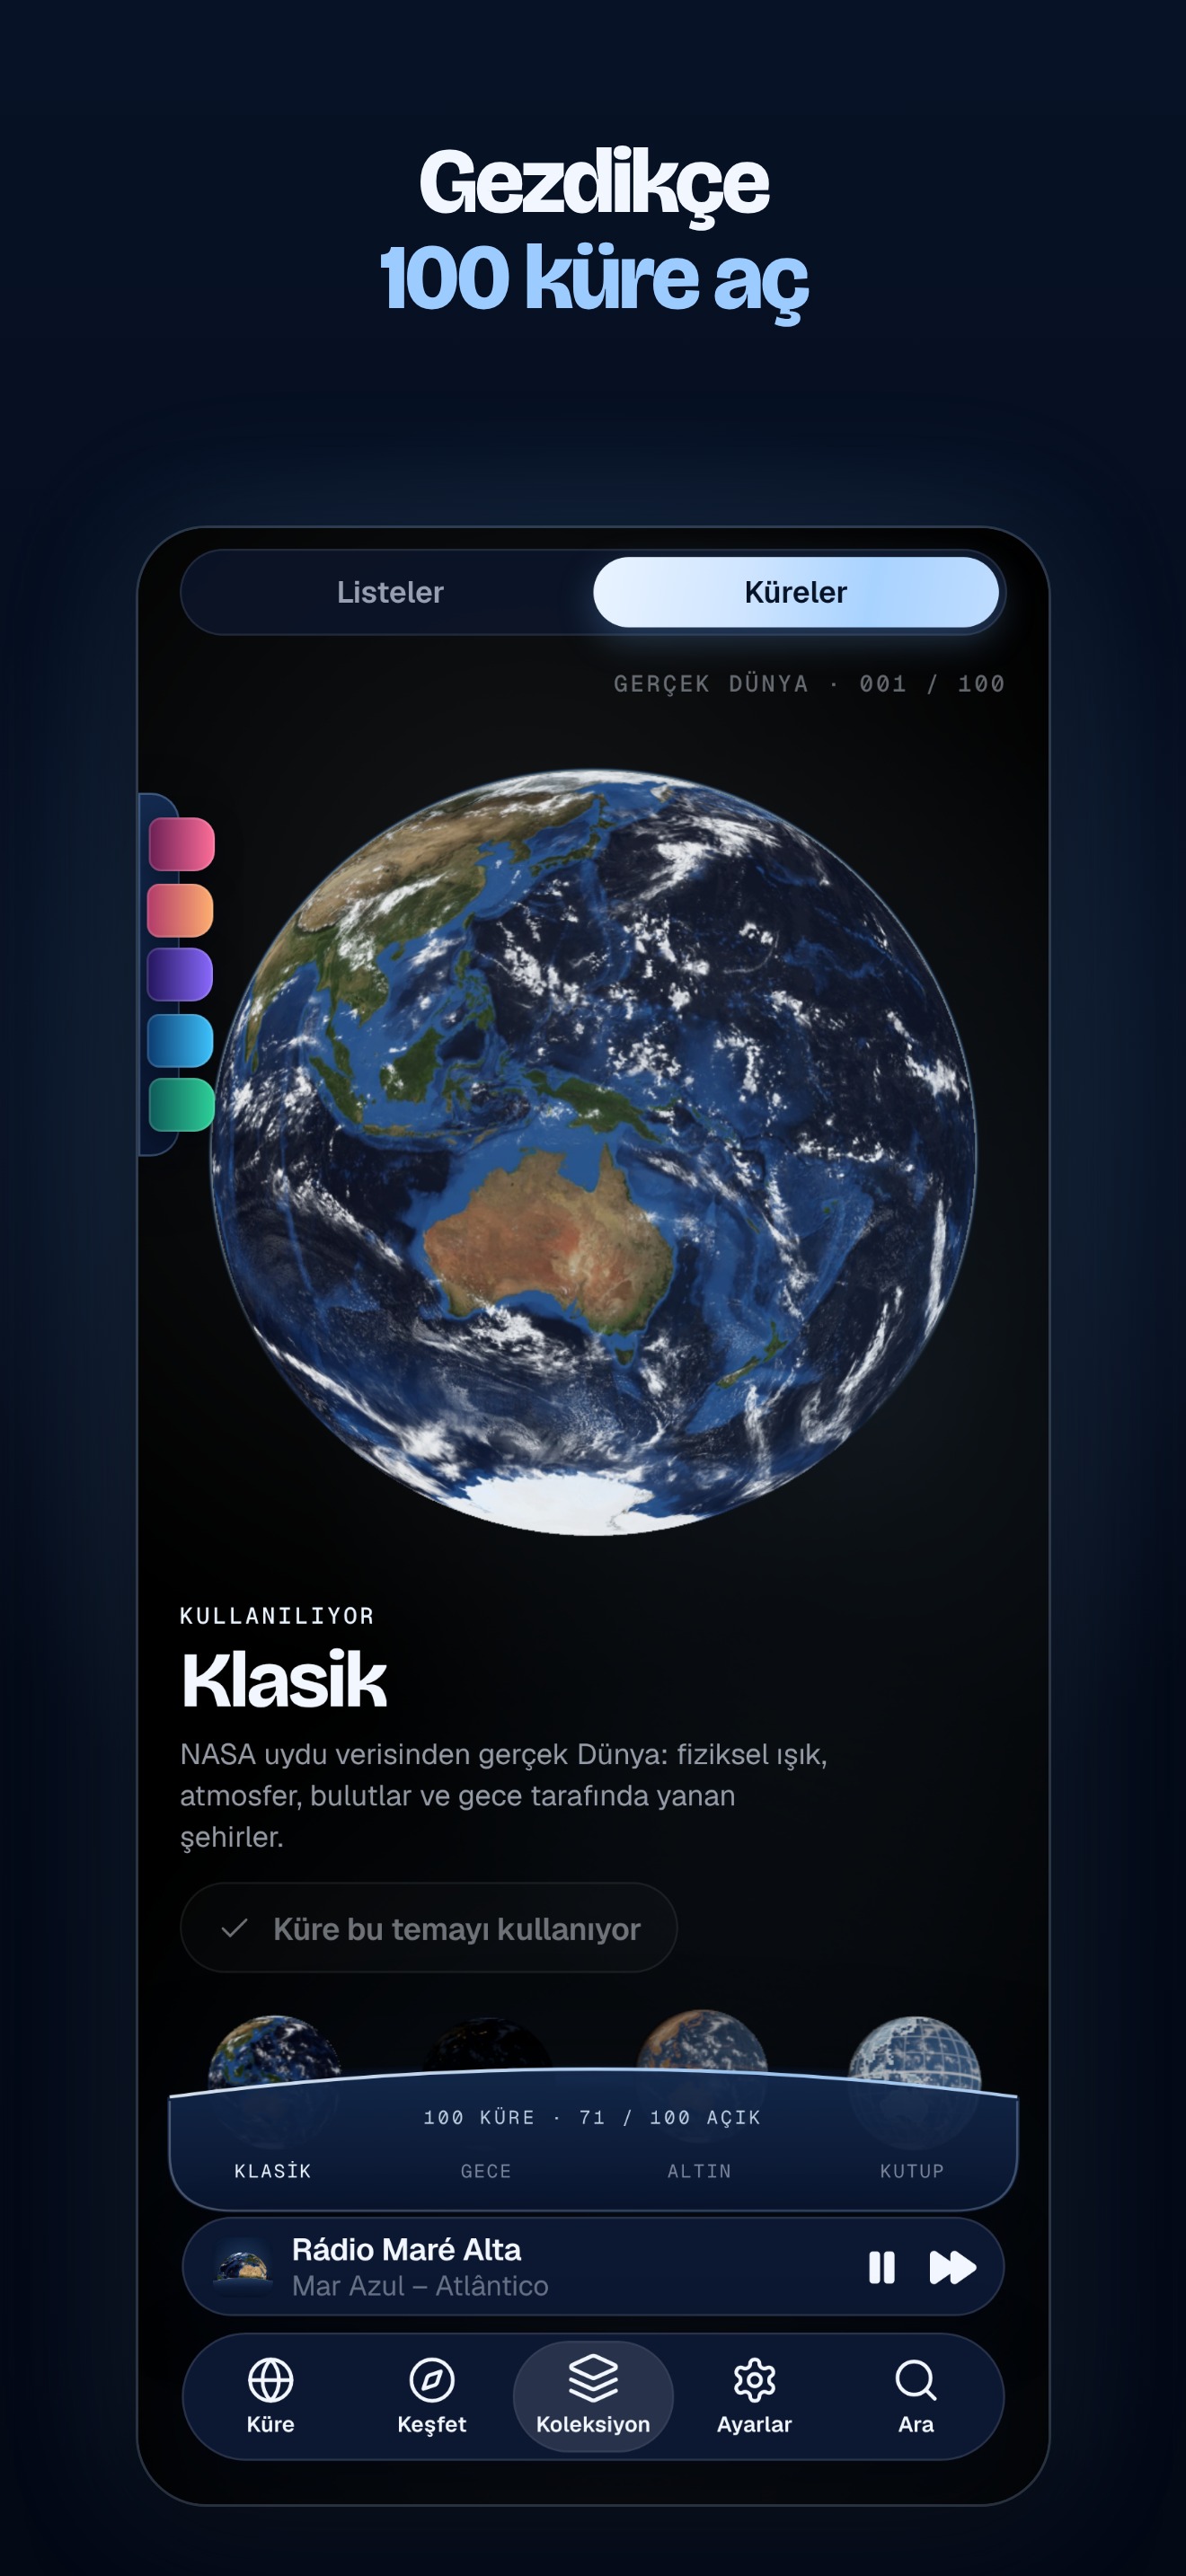 Gezdikçe
100 küre aç
Listeler
Küreler
GERÇEK DÜNYA · 001 / 100
KULLANILIYOR
Klasik
NASA uydu verisinden gerçek Dünya: fiziksel ışık,
atmosfer, bulutlar ve gece tarafında yanan
şehirler.
Küre bu temayı kullanıyor
100 KÜRE · 71 / 100 AÇIK
KLASİK
GECE
ALTIN
KUTUP
Rádio Maré Alta
Mar Azul – Atlântico
Küre
Keşfet
Koleksiyon
Ayarlar
Ara